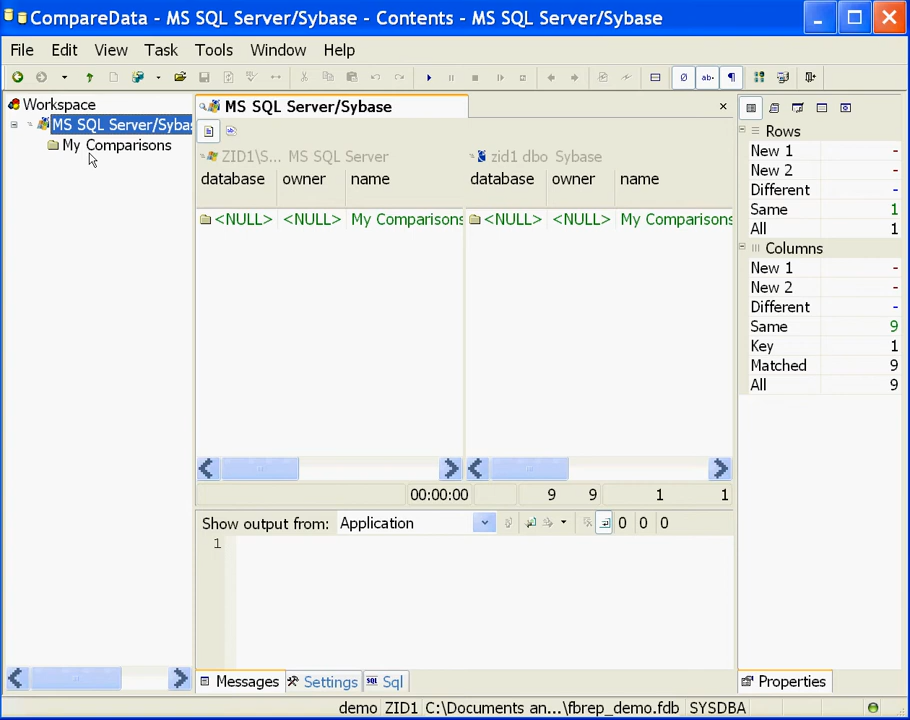 CompareData - MS SQL Server/Sybase - Contents - MS SQL Server/Sybase
File Edit View Task Tools Window Help
Workspace
MS SQL Server/Sybas
My Comparisons
MS SQL Server/Sybase
ZID1\S... MS SQL Server
zid1 dbo Sybase
database owner name
database owner name
<NULL> <NULL> My Comparisons
<NULL> <NULL> My Comparisons
00:00:00 9 9 1 1
Show output from: Application
0 0 0
1
Messages Settings Sql
Rows
New 1 -
New 2 -
Different -
Same 1
All 1
Columns
New 1 -
New 2 -
Different -
Same 9
Key 1
Matched 9
All 9
Properties
demo ZID1 C:\Documents an...\fbrep_demo.fdb SYSDBA